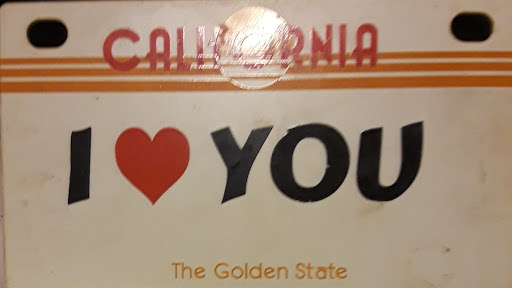 CALIFORNIA
I ❤ YOU
The Golden State